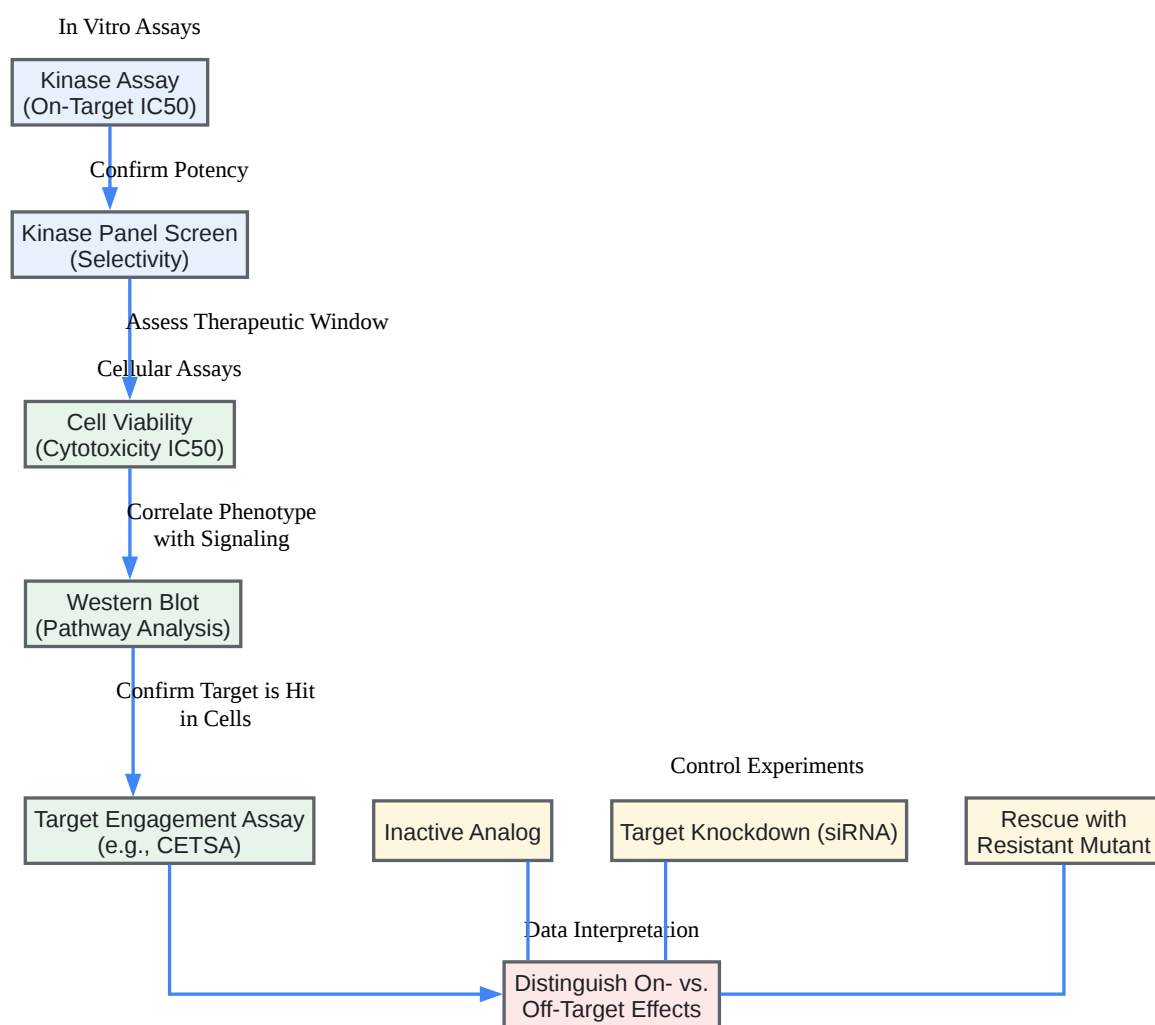 In Vitro Assays
Kinase Assay
(On-Target IC50)
Confirm Potency
Kinase Panel Screen
(Selectivity)
Assess Therapeutic Window
Cellular Assays
Cell Viability
(Cytotoxicity IC50)
Correlate Phenotype
with Signaling
Western Blot
(Pathway Analysis)
Confirm Target is Hit
in Cells
Target Engagement Assay
(e.g., CETSA)
Control Experiments
Inactive Analog
Target Knockdown (siRNA)
Rescue with
Resistant Mutant
Data Interpretation
Distinguish On- vs.
Off-Target Effects